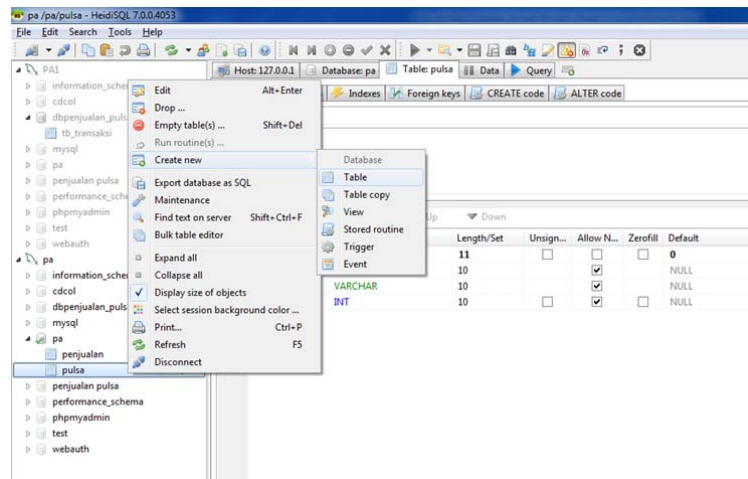 pa /pa/pulsa - HeidiSQL 7.0.0.4053
File Edit Search Tools Help
PA1
information_schem
cdcol
dbpenjualan_puls
tb_transaksi
mysql
pa
penjualan pulsa
performance_sche
phpmyadmin
test
webauth
pa
information_schem
cdcol
dbpenjualan_puls
mysql
pa
penjualan
pulsa
penjualan pulsa
performance_schema
phpmyadmin
test
webauth
Host: 127.0.0.1 Database: pa Table: pulsa Data Query
Indexes Foreign keys CREATE code ALTER code
Edit Alt+Enter
Drop ...
Empty table(s) ... Shift+Del
Run routine(s) ...
Create new
Export database as SQL
Maintenance
Find text on server Shift+Ctrl+F
Bulk table editor
Expand all
Collapse all
Display size of objects
Select session background color ...
Print... Ctrl+P
Refresh F5
Disconnect
Database
Table
Table copy
View
Stored routine
Trigger
Event
Up Down
Length/Set Unsign... Allow N... Zerofill Default
11 0
10 NULL
VARCHAR 10 NULL
INT 10 NULL